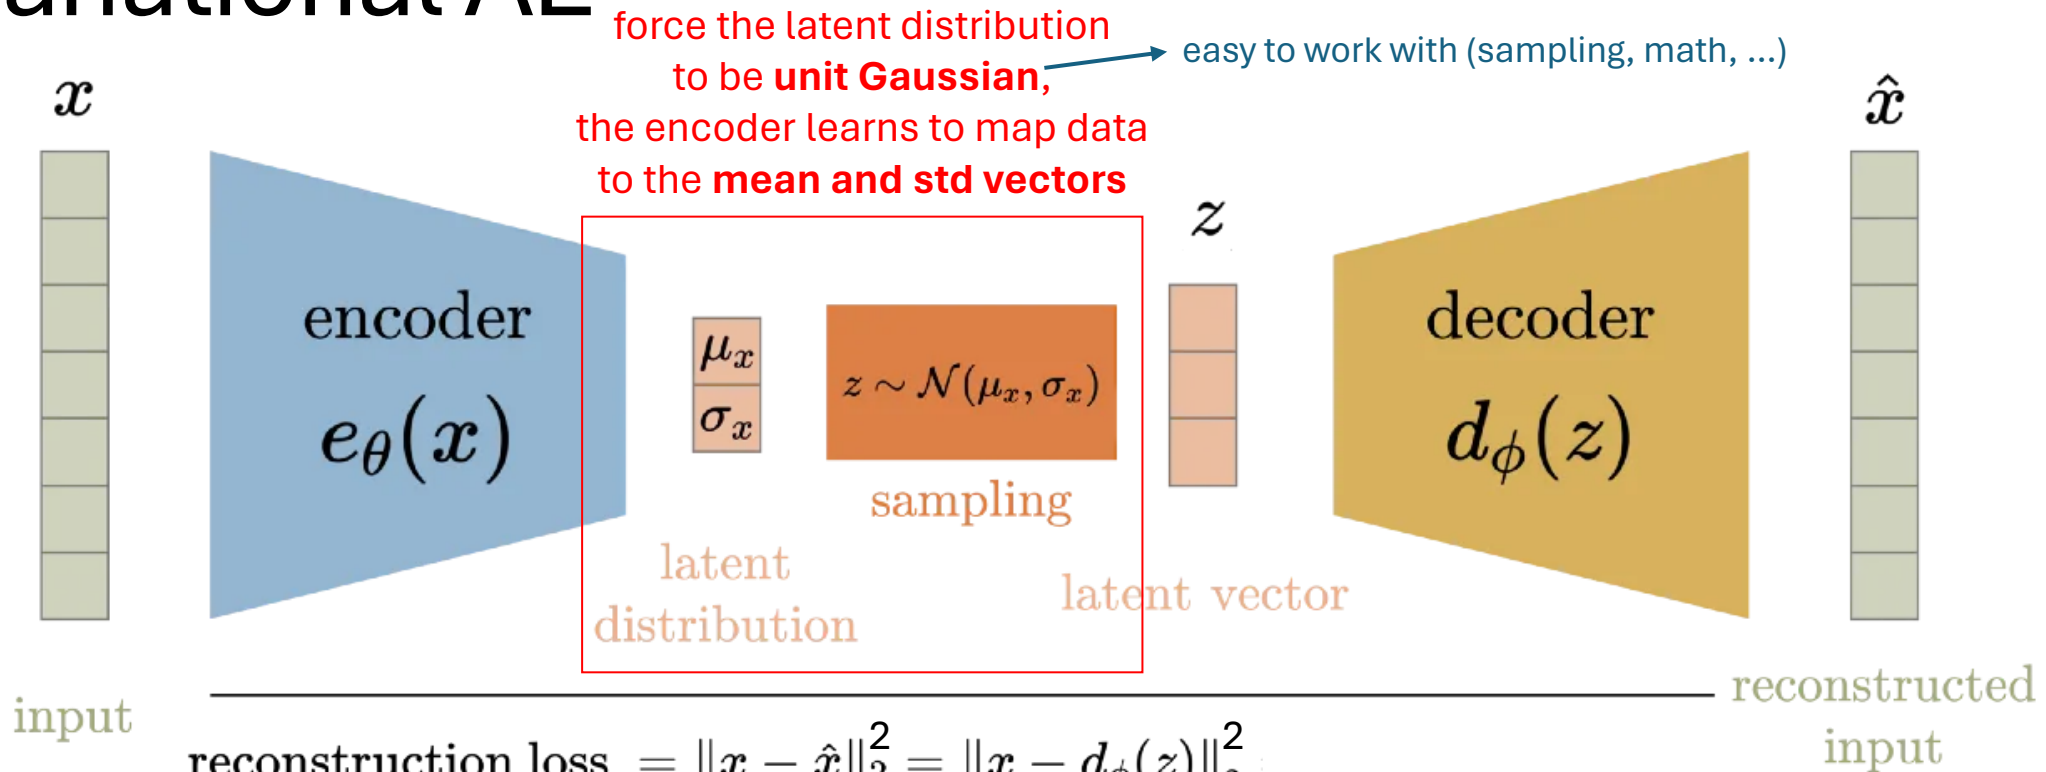 force the latent distribution
to be unit Gaussian,
the encoder learns to map data
to the mean and std vectors
easy to work with (sampling, math, ...)
x
x̂
z
encoder
e_θ(x)
μ_x
σ_x
z ∼ N(μ_x, σ_x)
sampling
latent
distribution
latent vector
decoder
d_ϕ(z)
input
reconstructed
input
reconstruction loss = ||x − x̂||₂² = ||x − d_ϕ(z)||₂²